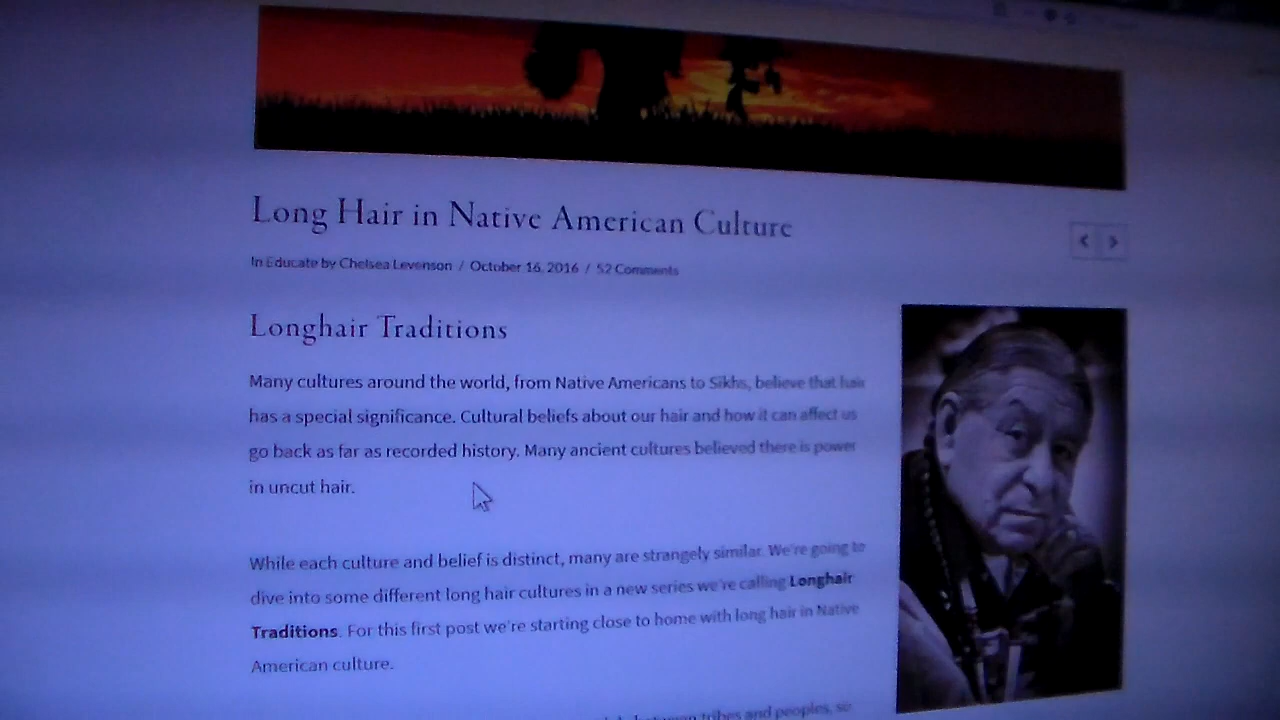 Long Hair in Native American Culture
In Educate by Chelsea Levenson / October 16, 2016 / 52 Comments
Longhair Traditions
Many cultures around the world, from Native Americans to Sikhs, believe that hair
has a special significance. Cultural beliefs about our hair and how it can affect us
go back as far as recorded history. Many ancient cultures believed there is power
in uncut hair.
While each culture and belief is distinct, many are strangely similar. We're going to
dive into some different long hair cultures in a new series we're calling Longhair
Traditions. For this first post we're starting close to home with long hair in Native
American culture.
between tribes and peoples, so